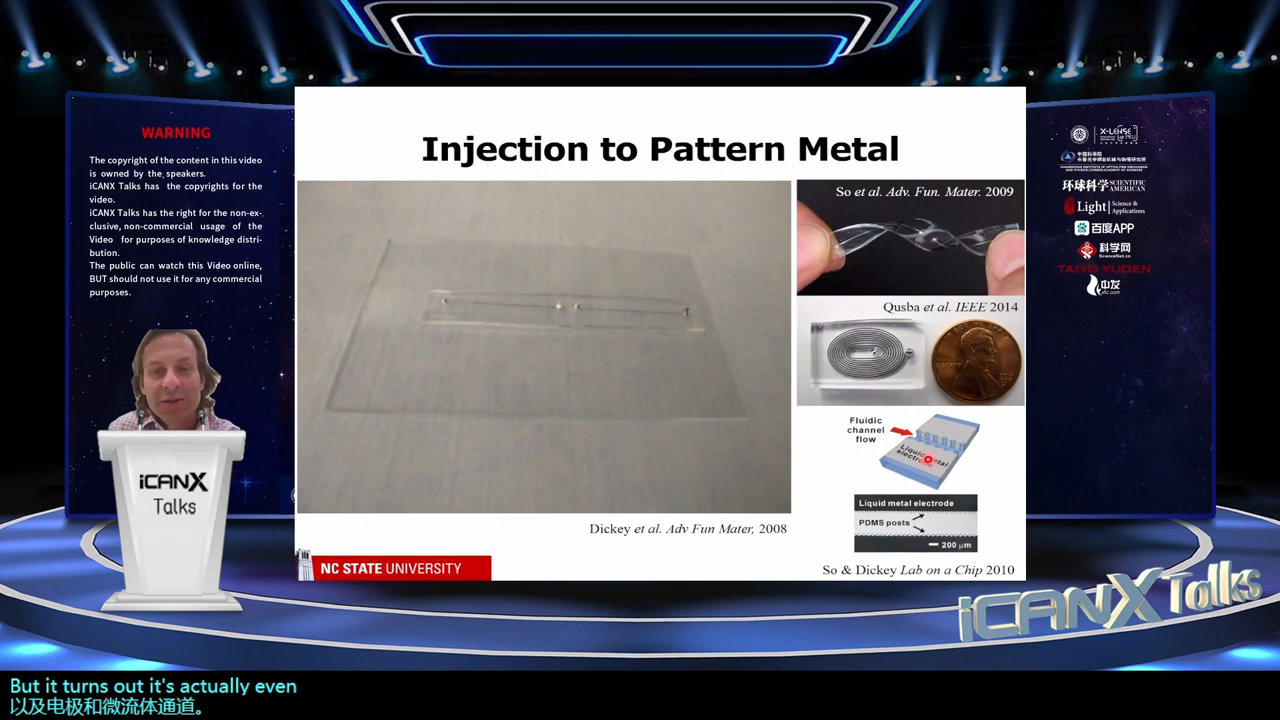 WARNING
The copyright of the content in this video
is owned by the speakers.
iCANX Talks has the copyrights for the
video.
iCANX Talks has the right for the non-ex-
clusive, non-commercial usage of the
Video for purposes of knowledge distri-
bution.
The public can watch this Video online,
BUT should not use it for any commercial
purposes.
iCANX
Talks
Injection to Pattern Metal
Dickey et al. Adv Fun Mater, 2008
NC STATE UNIVERSITY
So et al. Adv. Fun. Mater. 2009
Qusba et al. IEEE 2014
Fluidic
channel
flow
Liquid metal electrode
PDMS posts
200 μm
So & Dickey Lab on a Chip 2010
X-LENSE
环球科学 SCIENTIFIC AMERICAN
Light Science & Applications
百度APP
科学网
ScienceNet.cn
TAIYO YUDEN
iCANX Talks
But it turns out it's actually even
以及电极和微流体通道。